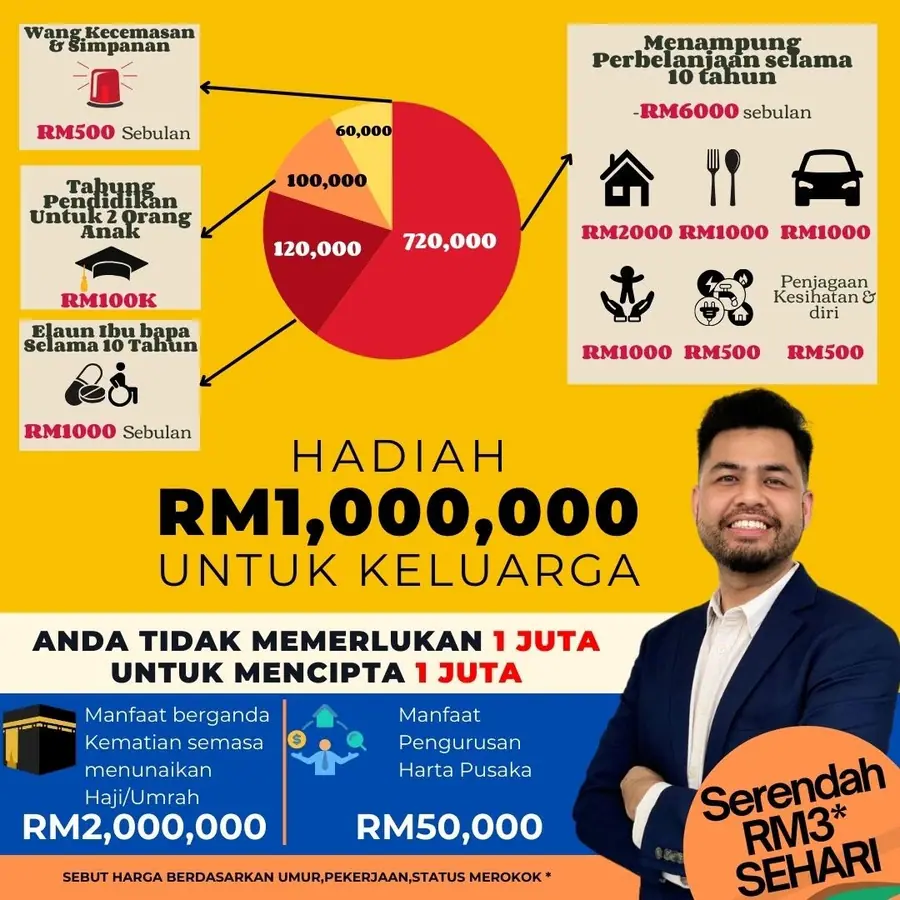 Wang Kecemasan
& Simpanan
RM500 Sebulan
Tabung
Pendidikan
Untuk 2 Orang
Anak
RM100K
Elaun Ibu bapa
Selama 10 Tahun
RM1000 Sebulan
60,000
100,000
120,000
720,000
Menampung
Perbelanjaan selama
10 tahun
-RM6000 sebulan
RM2000 RM1000 RM1000
Penjagaan
Kesihatan &
diri
RM1000 RM500 RM500
HADIAH
RM1,000,000
UNTUK KELUARGA
ANDA TIDAK MEMERLUKAN 1 JUTA
UNTUK MENCIPTA 1 JUTA
Manfaat berganda
Kematian semasa
menunaikan
Haji/Umrah
RM2,000,000
Manfaat
Pengurusan
Harta Pusaka
RM50,000
Serendah
RM3*
SEHARI
SEBUT HARGA BERDASARKAN UMUR,PEKERJAAN,STATUS MEROKOK *